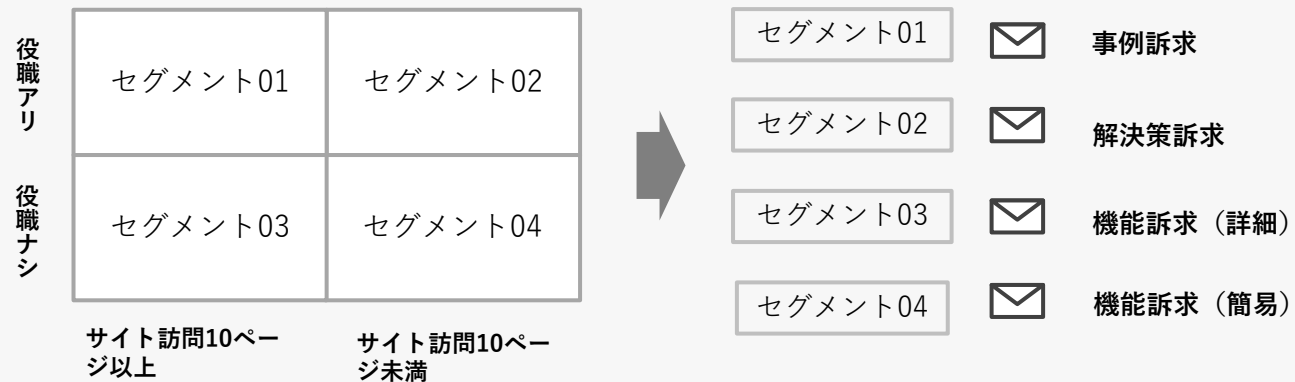 役職アリ
セグメント01
セグメント02
役職ナシ
セグメント03
セグメント04
サイト訪問10ペー
ジ以上
サイト訪問10ペー
ジ未満
セグメント01
事例訴求
セグメント02
解決策訴求
セグメント03
機能訴求（詳細）
セグメント04
機能訴求（簡易）